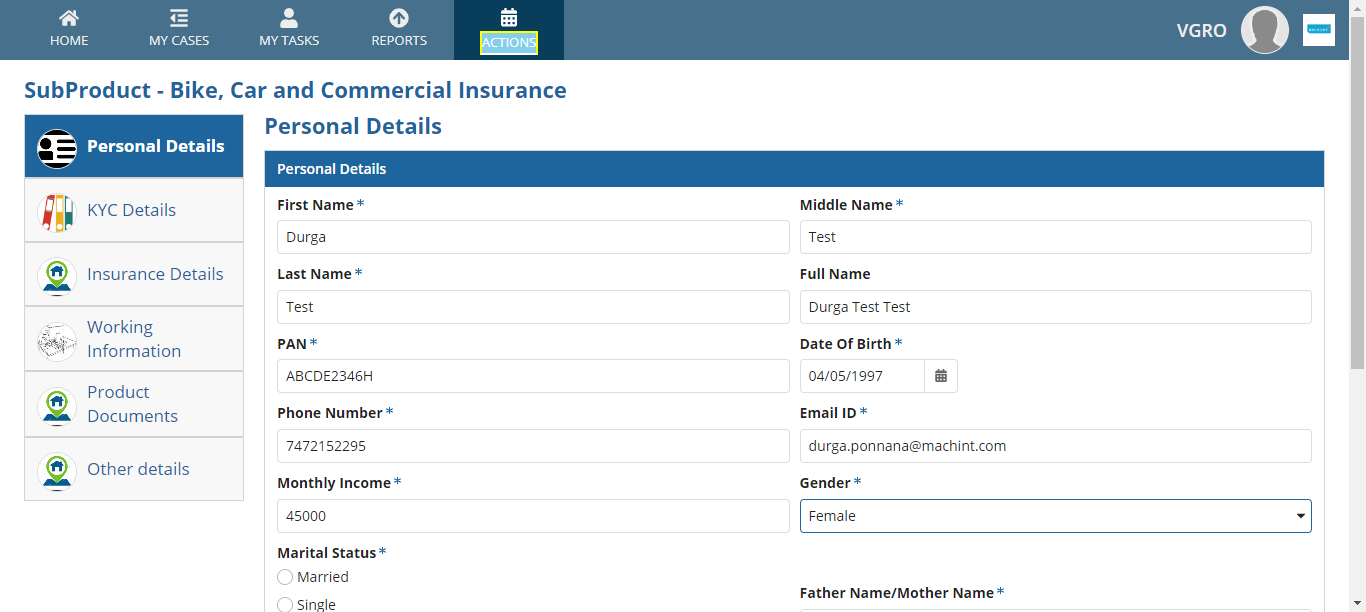 HOME
MY CASES
MY TASKS
REPORTS
ACTIONS
VGRO
SubProduct - Bike, Car and Commercial Insurance
Personal Details
KYC Details
Insurance Details
Working
Information
Product
Documents
Other details
Personal Details
Personal Details
First Name *
Durga
Middle Name *
Test
Last Name *
Test
Full Name
Durga Test Test
PAN *
ABCDE2346H
Date Of Birth *
04/05/1997
Phone Number *
7472152295
Email ID *
durga.ponnana@machint.com
Monthly Income *
45000
Gender *
Female
Marital Status *
Married
Single
Father Name/Mother Name *